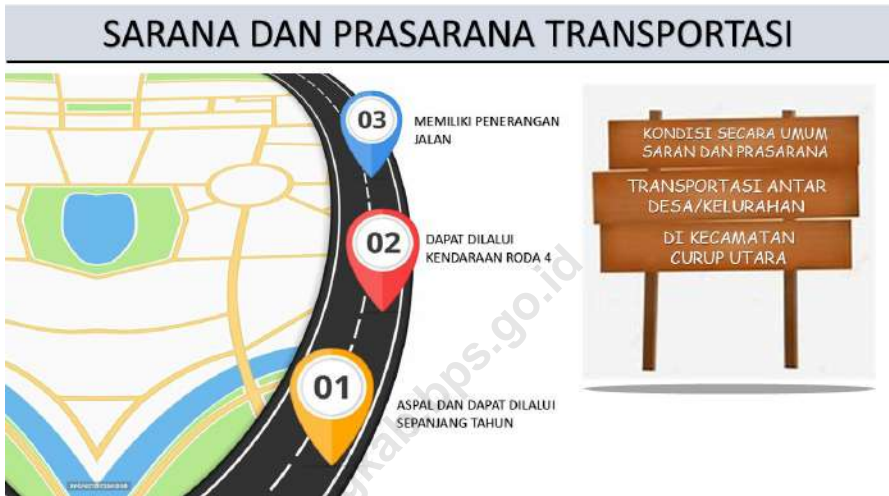 SARANA DAN PRASARANA TRANSPORTASI
03
MEMILIKI PENERANGAN
JALAN
02
DAPAT DILALUI
KENDARAAN RODA 4
01
ASPAL DAN DAPAT DILALUI
SEPANJANG TAHUN
KONDISI SECARA UMUM
SARAN DAN PRASARANA
TRANSPORTASI ANTAR
DESA/KELURAHAN
DI KECAMATAN
CURUP UTARA